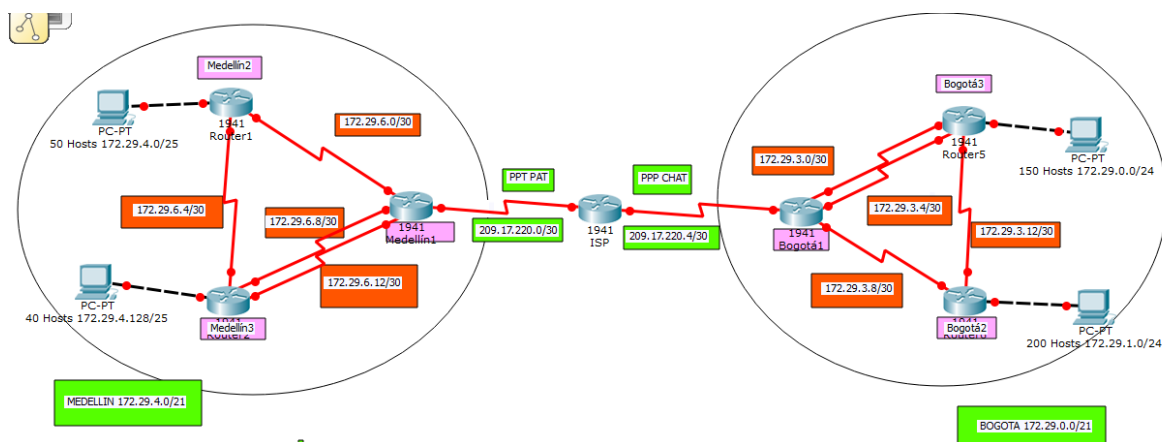 Medellín2
1941
Router1
PC-PT
50 Hosts 172.29.4.0/25
172.29.6.0/30
172.29.6.4/30
172.29.6.8/30
172.29.6.12/30
1941
Medellín1
PC-PT
40 Hosts 172.29.4.128/25
Medellín3
MEDELLIN 172.29.4.0/21
PPT PAT
209.17.220.0/30
1941
ISP
PPP CHAT
209.17.220.4/30
Bogotá3
1941
Router5
PC-PT
150 Hosts 172.29.0.0/24
172.29.3.0/30
172.29.3.4/30
172.29.3.12/30
1941
Bogotá1
172.29.3.8/30
Bogotá2
PC-PT
200 Hosts 172.29.1.0/24
BOGOTA 172.29.0.0/21